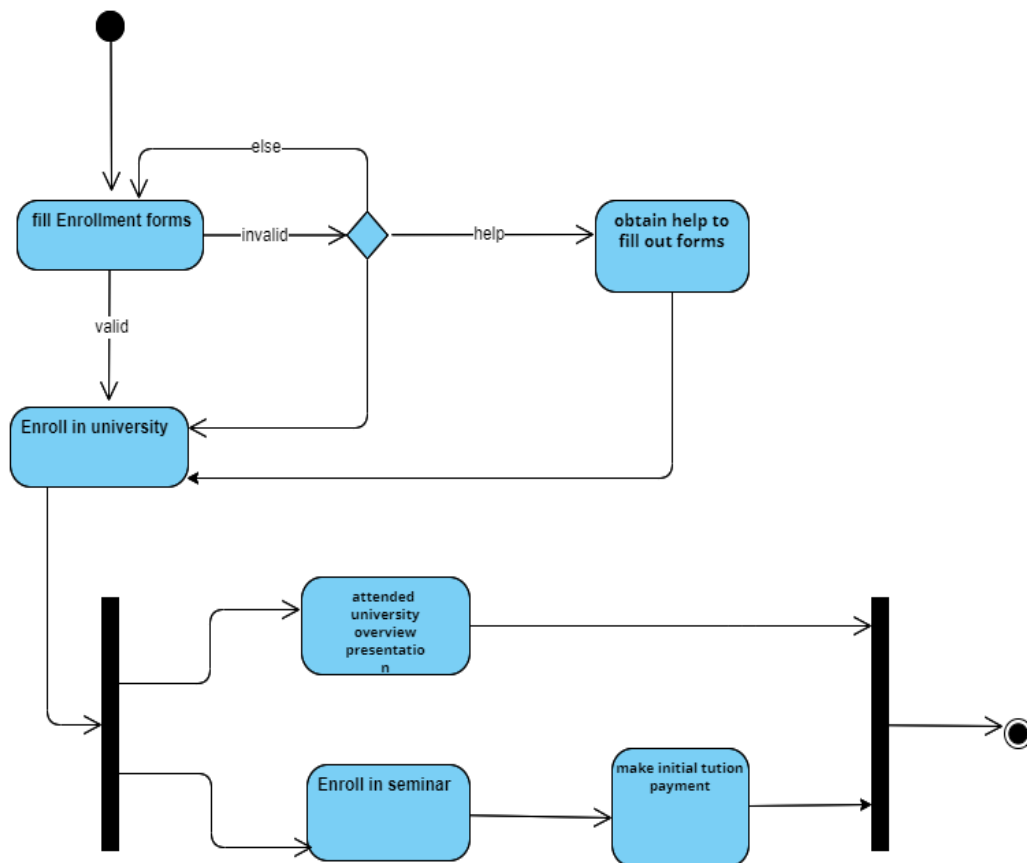 else
fill Enrollment forms
invalid
help
obtain help to
fill out forms
valid
Enroll in university
attended
university
overview
presentatio
n
Enroll in seminar
make initial tution
payment